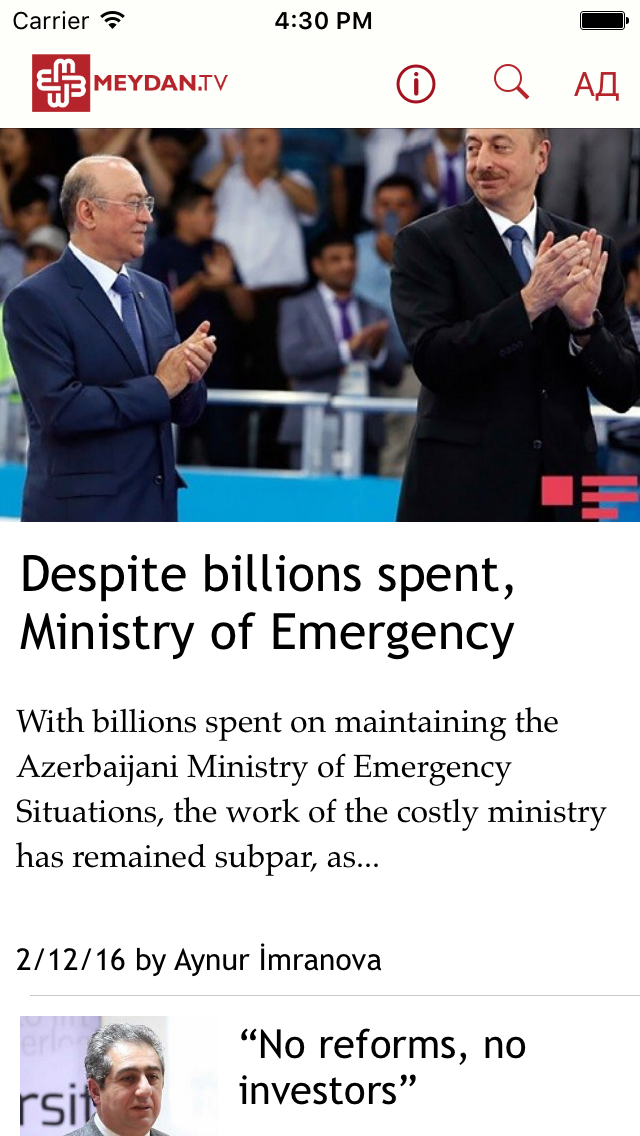 Carrier 4:30 PM
MEYDAN.TV АД
Despite billions spent,
Ministry of Emergency
With billions spent on maintaining the
Azerbaijani Ministry of Emergency
Situations, the work of the costly ministry
has remained subpar, as...
2/12/16 by Aynur İmranova
“No reforms, no
investors”
rsit